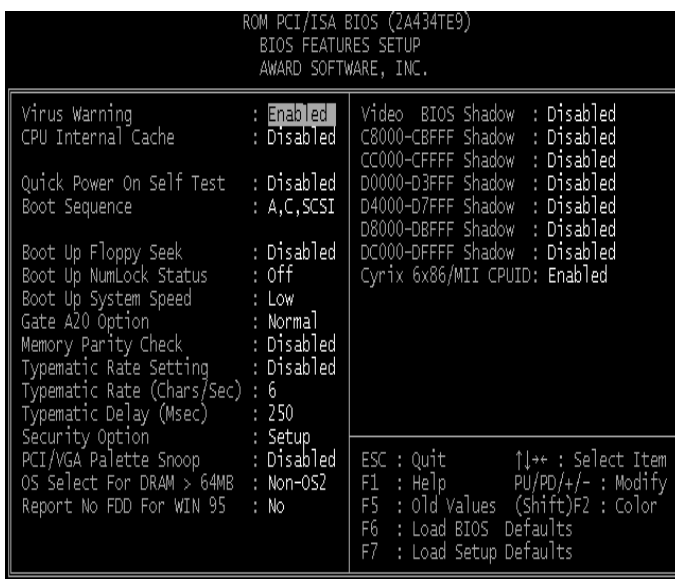 ROM PCI/ISA BIOS (2A434TE9)
BIOS FEATURES SETUP
AWARD SOFTWARE, INC.
Virus Warning : Enabled
CPU Internal Cache : Disabled
Quick Power On Self Test : Disabled
Boot Sequence : A,C,SCSI
Boot Up Floppy Seek : Disabled
Boot Up NumLock Status : Off
Boot Up System Speed : Low
Gate A20 Option : Normal
Memory Parity Check : Disabled
Typematic Rate Setting : Disabled
Typematic Rate (Chars/Sec) : 6
Typematic Delay (Msec) : 250
Security Option : Setup
PCI/VGA Palette Snoop : Disabled
OS Select For DRAM > 64MB : Non-OS2
Report No FDD For WIN 95 : No
Video BIOS Shadow : Disabled
C8000-CBFFF Shadow : Disabled
CC000-CFFFF Shadow : Disabled
D0000-D3FFF Shadow : Disabled
D4000-D7FFF Shadow : Disabled
D8000-DBFFF Shadow : Disabled
DC000-DFFFF Shadow : Disabled
Cyrix 6x86/MII CPUID: Enabled
ESC : Quit ↑↓→← : Select Item
F1 : Help PU/PD/+/- : Modify
F5 : Old Values (Shift)F2 : Color
F6 : Load BIOS Defaults
F7 : Load Setup Defaults